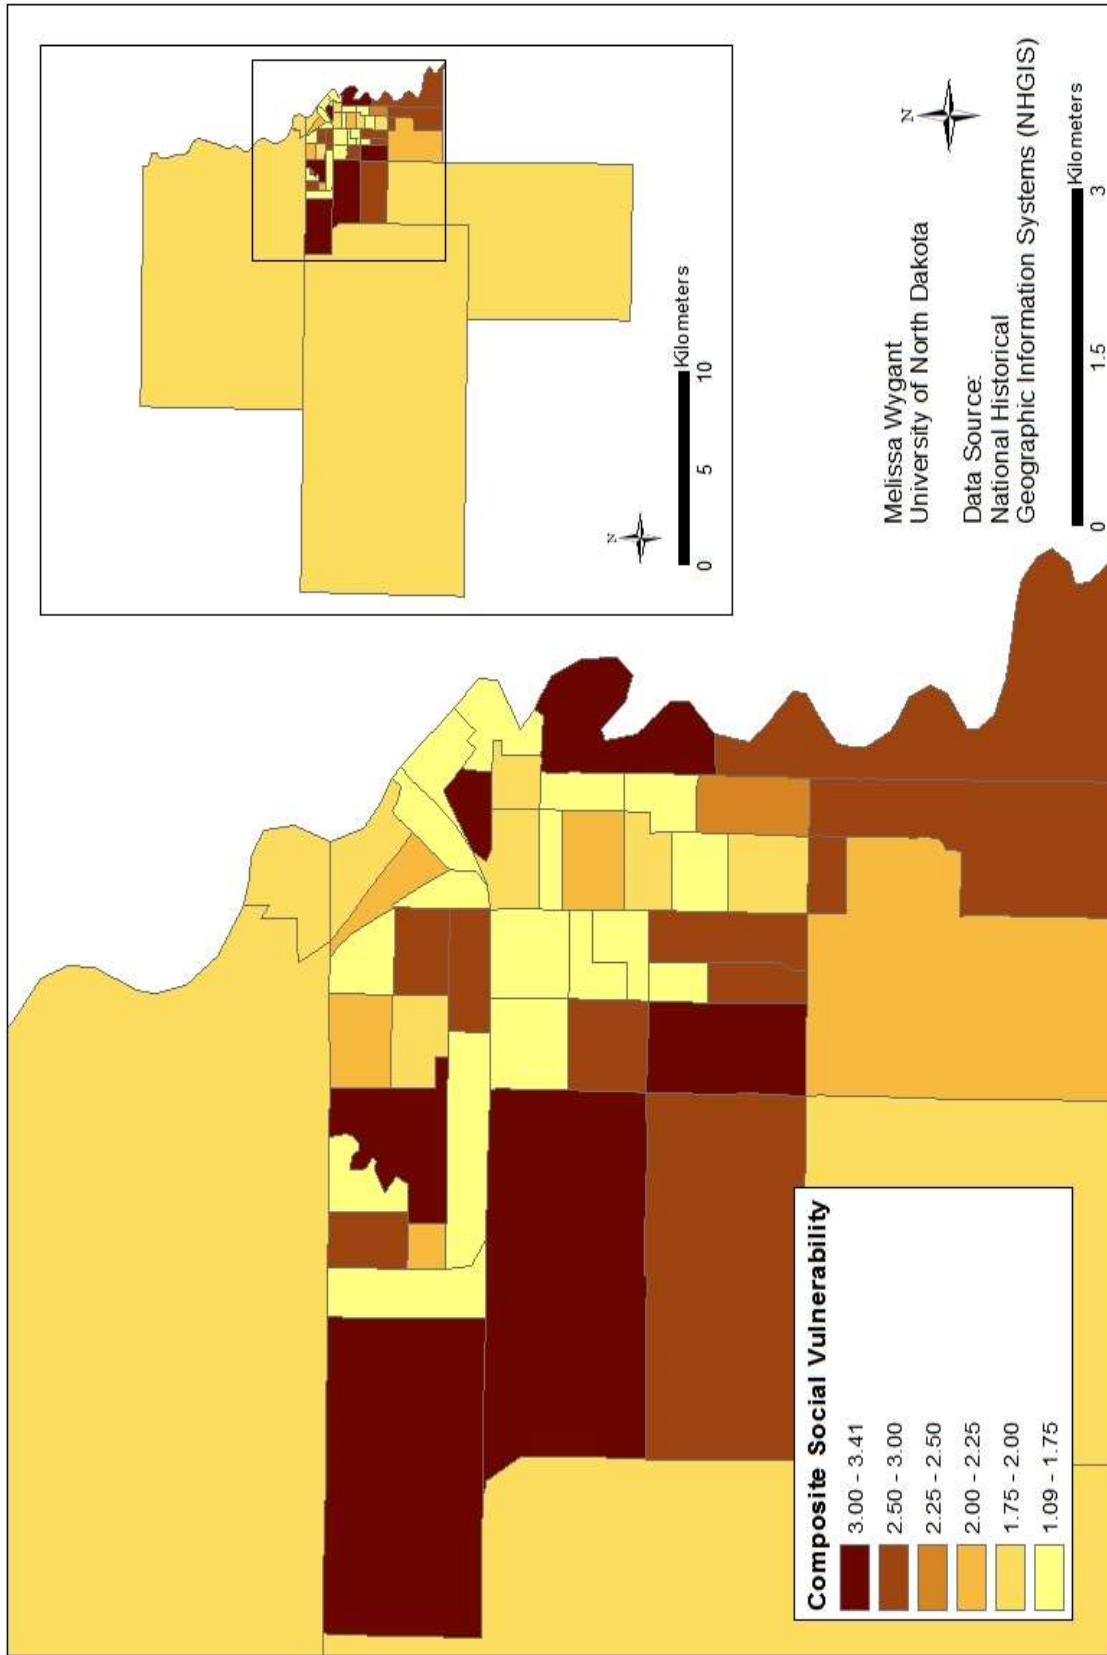 N
0 5 10 Kilometers
Composite Social Vulnerability
3.00 - 3.41
2.50 - 3.00
2.25 - 2.50
2.00 - 2.25
1.75 - 2.00
1.09 - 1.75
N
Melissa Wygant
University of North Dakota
Data Source:
National Historical
Geographic Information Systems (NHGIS)
0 1.5 3 Kilometers